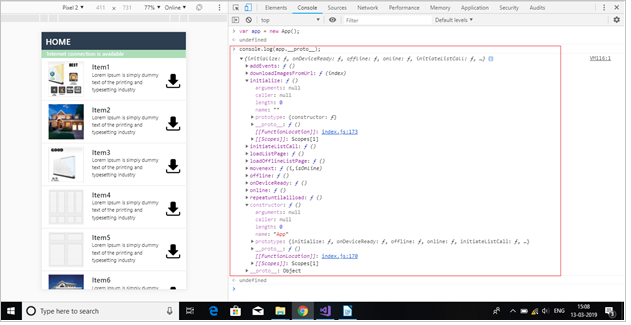 Pixel 2 411 × 731 77% Online
HOME
Internet connection is available
Item1
Lorem Ipsum is simply dummy
text of the printing and
typesetting industry
Item2
Lorem Ipsum is simply dummy
text of the printing and
typesetting industry
Item3
Lorem Ipsum is simply dummy
text of the printing and
typesetting industry
Item4
Lorem Ipsum is simply dummy
text of the printing and
typesetting industry
Item5
Lorem Ipsum is simply dummy
text of the printing and
typesetting industry
Item6
Lorem Ipsum is simply dummy
Elements Console Sources Network Performance Memory Application Security Audits
top Filter Default levels
> var app = new App();
< undefined
> console.log(app.__proto__);
{initialize: ƒ, onDeviceReady: ƒ, offline: ƒ, online: ƒ, initiateListCall: ƒ, …} VM116:1
addEvents: ƒ ()
downloadImagesFromUrl: ƒ (index)
initialize: ƒ ()
arguments: null
caller: null
length: 0
name: ""
prototype: {constructor: ƒ}
__proto__: ƒ ()
[[FunctionLocation]]: index.js:173
[[Scopes]]: Scopes[1]
initiateListCall: ƒ ()
loadListPage: ƒ ()
loadOfflineListPage: ƒ ()
movenext: ƒ (i,isOnline)
offline: ƒ ()
onDeviceReady: ƒ ()
online: ƒ ()
repeatuntilallload: ƒ ()
constructor: ƒ ()
arguments: null
caller: null
length: 0
name: "App"
prototype: {initialize: ƒ, onDeviceReady: ƒ, offline: ƒ, online: ƒ, initiateListCall: ƒ, …}
__proto__: ƒ ()
[[FunctionLocation]]: index.js:170
[[Scopes]]: Scopes[1]
__proto__: Object
< undefined
>
Type here to search
ENG
15:08
13-03-2019